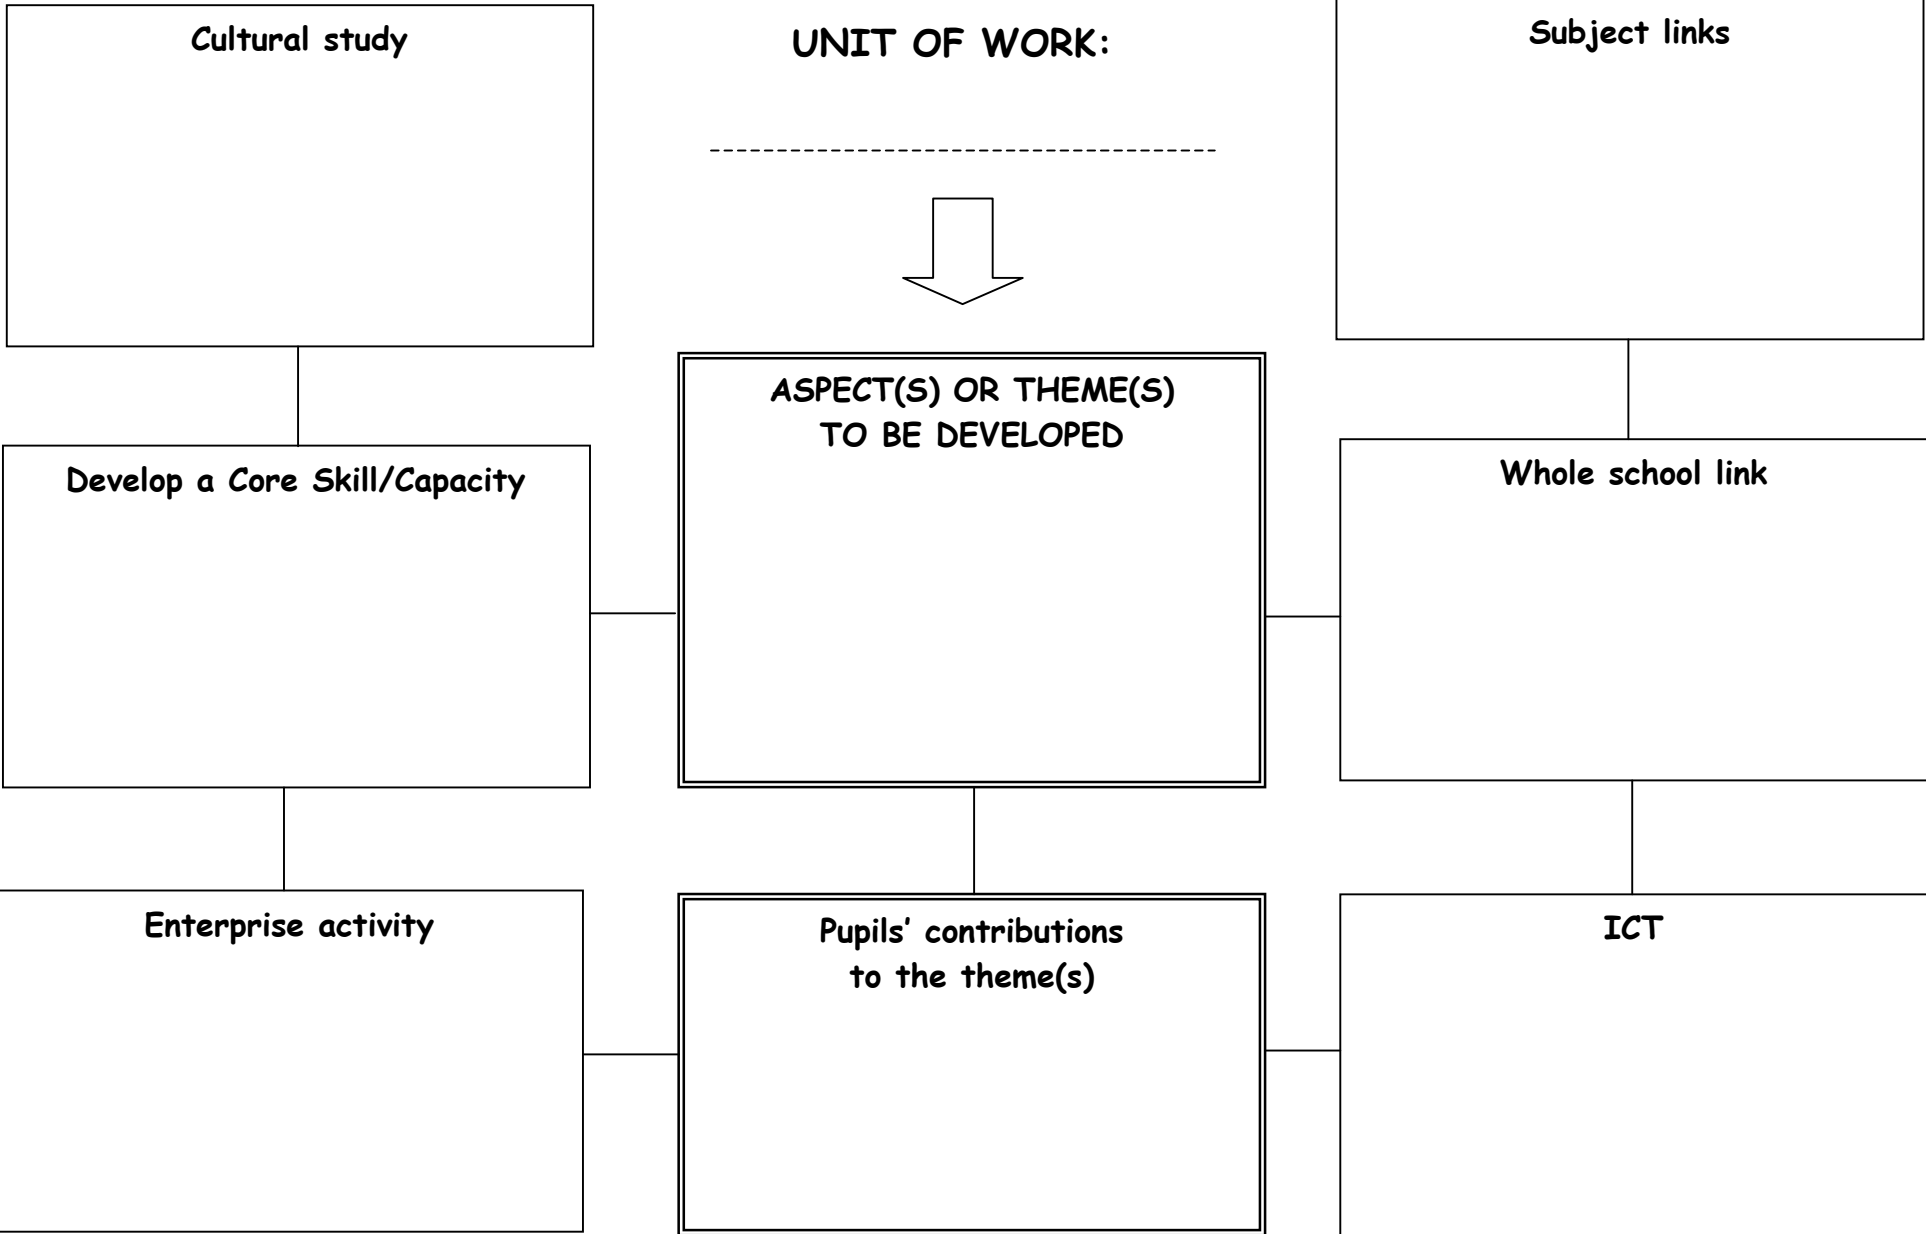 Cultural study
UNIT OF WORK:
Subject links
ASPECT(S) OR THEME(S)
TO BE DEVELOPED
Develop a Core Skill/Capacity
Whole school link
Enterprise activity
Pupils’ contributions
to the theme(s)
ICT